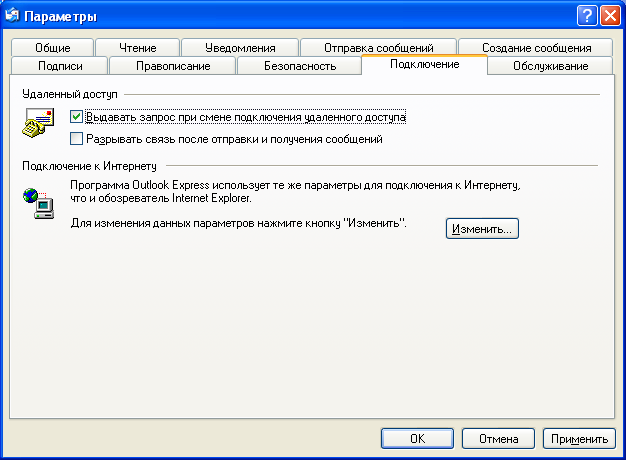 Параметры
Общие Чтение Уведомления Отправка сообщений Создание сообщения
Подписи Правописание Безопасность Подключение Обслуживание
Удаленный доступ
Выдавать запрос при смене подключения удаленного доступа
Разрывать связь после отправки и получения сообщений
Подключение к Интернету
Программа Outlook Express использует те же параметры для подключения к Интернету,
что и обозреватель Internet Explorer.
Для изменения данных параметров нажмите кнопку "Изменить".
Изменить...
OK Отмена Применить